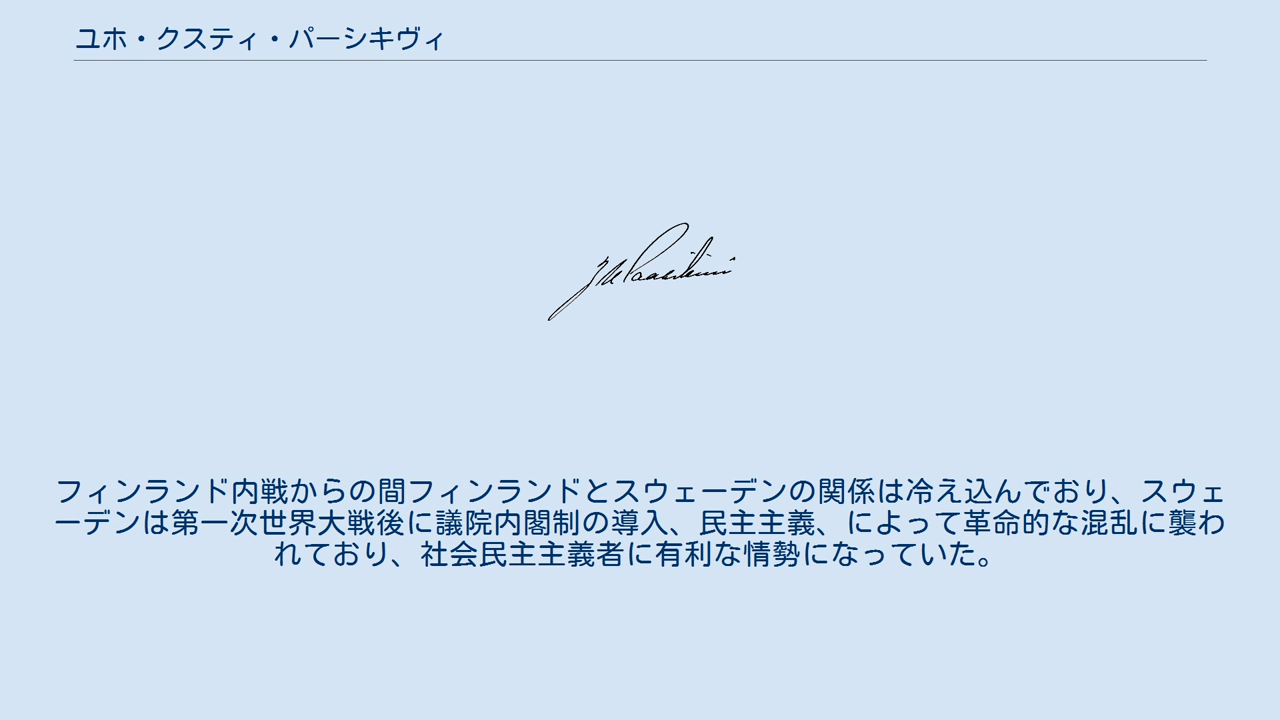 ユホ・クスティ・パーシキヴィ
フィンランド内戦からの間フィンランドとスウェーデンの関係は冷え込んでおり、スウェ
ーデンは第一次世界大戦後に議院内閣制の導入、民主主義、によって革命的な混乱に襲わ
れており、社会民主主義者に有利な情勢になっていた。